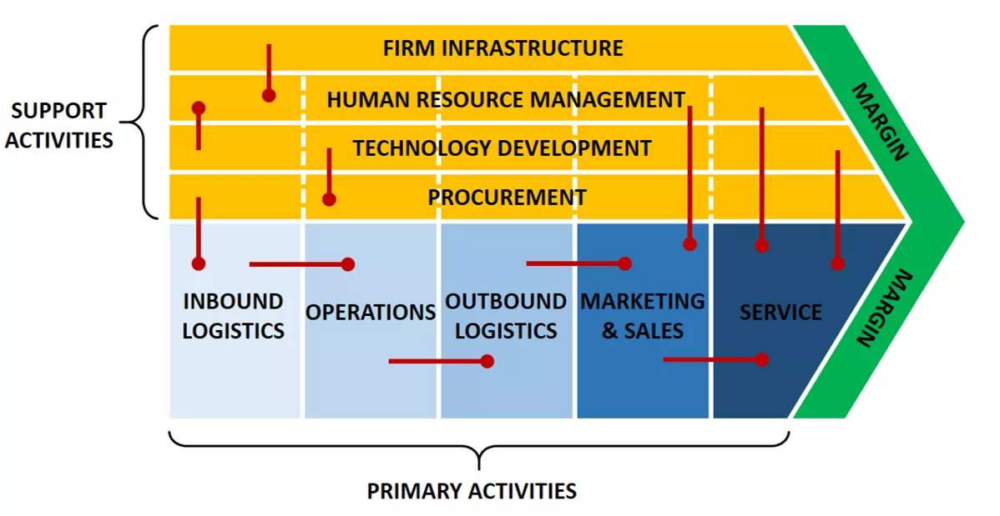 FIRM INFRASTRUCTURE
SUPPORT
ACTIVITIES
HUMAN RESOURCE MANAGEMENT
TECHNOLOGY DEVELOPMENT
PROCUREMENT
MARGIN
INBOUND
LOGISTICS
OPERATIONS
OUTBOUND
LOGISTICS
MARKETING
& SALES
SERVICE
MARGIN
PRIMARY ACTIVITIES